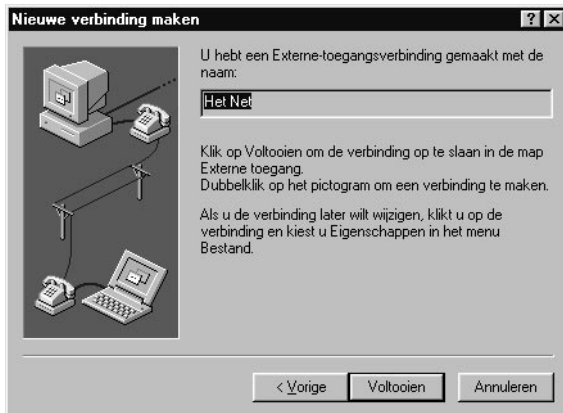 Nieuwe verbinding maken
U hebt een Externe-toegangsverbinding gemaakt met de
naam:
Het Net
Klik op Voltooien om de verbinding op te slaan in de map
Externe toegang.
Dubbelklik op het pictogram om een verbinding te maken.
Als u de verbinding later wilt wijzigen, klikt u op de
verbinding en kiest u Eigenschappen in het menu
Bestand.
< Vorige
Voltooien
Annuleren